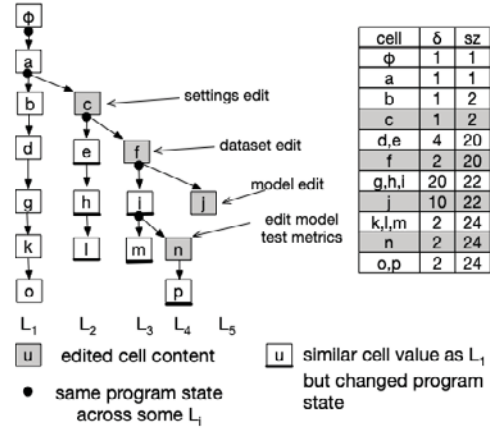 ϕ
a
b
c
settings edit
d
e
f
dataset edit
g
h
i
j
model edit
edit model
test metrics
k
l
m
n
o
p
L1 L2 L3 L4 L5
u edited cell content
same program state
across some Li
u similar cell value as L1
but changed program
state
cell δ sz
ϕ 1 1
a 1 1
b 1 2
c 1 2
d,e 4 20
f 2 20
g,h,i 20 22
j 10 22
k,l,m 2 24
n 2 24
o,p 2 24